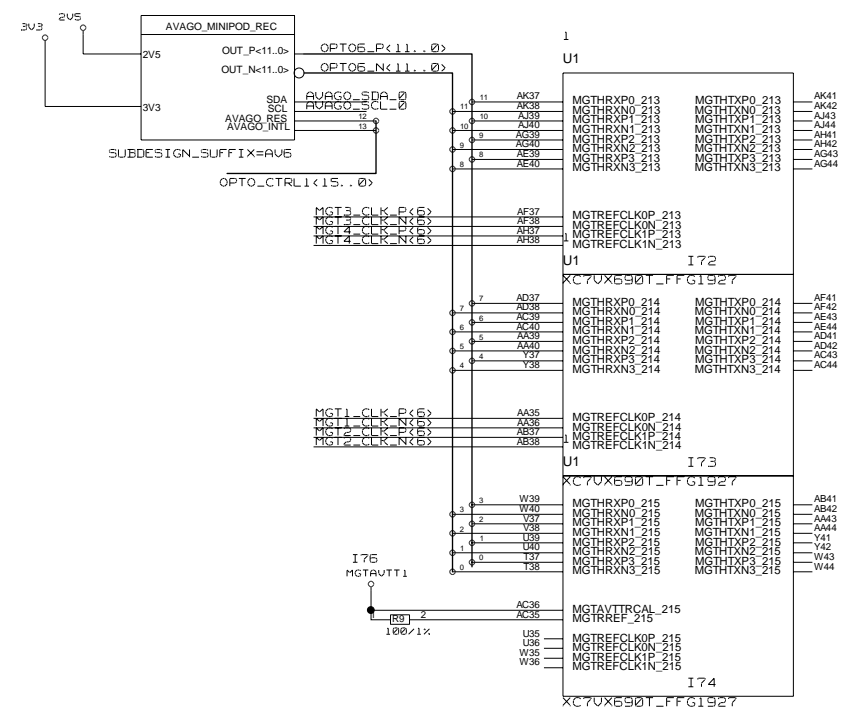 3V3
2V5
AVAGO_MINIPOD_REC
2V5
OUT_P<11..0>
OPTO6_P<11..0>
OUT_N<11..0>
OPTO6_N<11..0>
3V3
SDA AVAGO_SDA_0
SCL AVAGO_SCL_0
AVAGO_RES 12
AVAGO_INTL 13
SUBDESIGN_SUFFIX=AV6
OPTO_CTRL1<15..0>
1
U1
11 AK37 MGTHRXP0_213 MGTHTXP0_213 AK41
11 AK38 MGTHRXN0_213 MGTHTXN0_213 AK42
10 AJ39 MGTHRXP1_213 MGTHTXP1_213 AJ43
10 AJ40 MGTHRXN1_213 MGTHTXN1_213 AJ44
9 AG39 MGTHRXP2_213 MGTHTXP2_213 AH41
9 AG40 MGTHRXN2_213 MGTHTXN2_213 AH42
8 AE39 MGTHRXP3_213 MGTHTXP3_213 AG43
8 AE40 MGTHRXN3_213 MGTHTXN3_213 AG44
MGT3_CLK_P<6> AF37 MGTREFCLK0P_213
MGT3_CLK_N<6> AF38 MGTREFCLK0N_213
MGT4_CLK_P<6> AH37 MGTREFCLK1P_213
MGT4_CLK_N<6> AH38 MGTREFCLK1N_213
1
U1 I72
XC7VX690T_FFG1927
7 AD37 MGTHRXP0_214 MGTHTXP0_214 AF41
7 AD38 MGTHRXN0_214 MGTHTXN0_214 AF42
6 AC39 MGTHRXP1_214 MGTHTXP1_214 AE43
6 AC40 MGTHRXN1_214 MGTHTXN1_214 AE44
5 AA39 MGTHRXP2_214 MGTHTXP2_214 AD41
5 AA40 MGTHRXN2_214 MGTHTXN2_214 AD42
4 Y37 MGTHRXP3_214 MGTHTXP3_214 AC43
4 Y38 MGTHRXN3_214 MGTHTXN3_214 AC44
MGT1_CLK_P<6> AA35 MGTREFCLK0P_214
MGT1_CLK_N<6> AA36 MGTREFCLK0N_214
MGT2_CLK_P<6> AB37 MGTREFCLK1P_214
MGT2_CLK_N<6> AB38 MGTREFCLK1N_214
1
U1 I73
XC7VX690T_FFG1927
3 W39 MGTHRXP0_215 MGTHTXP0_215 AB41
3 W40 MGTHRXN0_215 MGTHTXN0_215 AB42
2 V37 MGTHRXP1_215 MGTHTXP1_215 AA43
2 V38 MGTHRXN1_215 MGTHTXN1_215 AA44
1 U39 MGTHRXP2_215 MGTHTXP2_215 Y41
1 U40 MGTHRXN2_215 MGTHTXN2_215 Y42
0 T37 MGTHRXP3_215 MGTHTXP3_215 W43
0 T38 MGTHRXN3_215 MGTHTXN3_215 W44
I76
MGTAVTT1
AC36 MGTAVTTRCAL_215
1 R9 2 AC35 MGTRREF_215
100/1%
U35 MGTREFCLK0P_215
U36 MGTREFCLK0N_215
W35 MGTREFCLK1P_215
W36 MGTREFCLK1N_215
I74
XC7VX690T_FFG1927